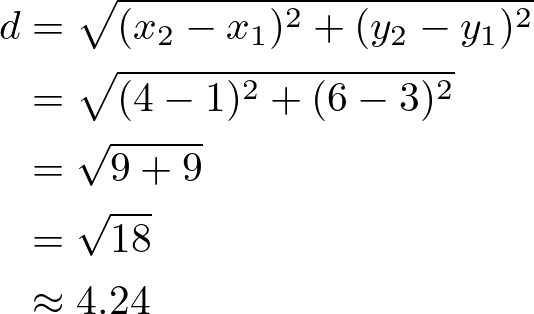 d = √(x₂ − x₁)² + (y₂ − y₁)²
= √(4 − 1)² + (6 − 3)²
= √9 + 9
= √18
≈ 4.24